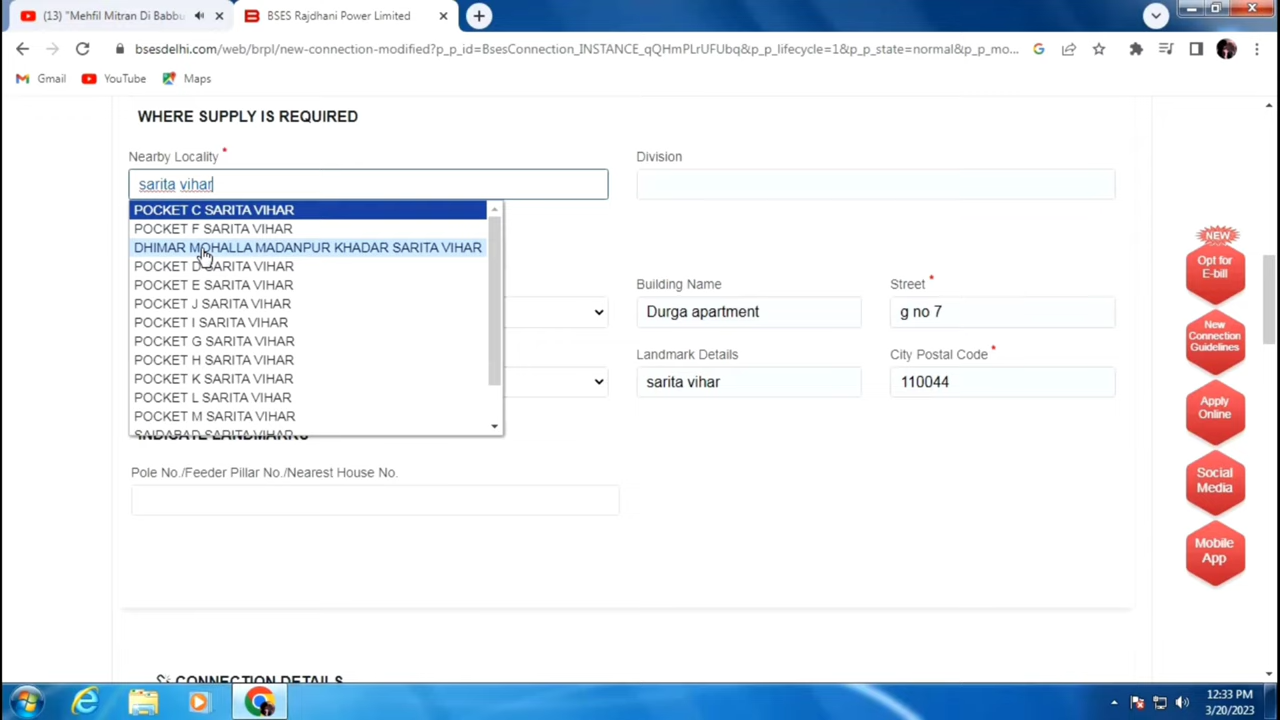 (13) "Mehfil Mitran Di Babbu
BSES Rajdhani Power Limited
bsesdelhi.com/web/brpl/new-connection-modified?p_p_id=BsesConnection_INSTANCE_qQHmPLrUFUbq&p_p_lifecycle=1&p_p_state=normal&p_p_mo...
Gmail YouTube Maps
WHERE SUPPLY IS REQUIRED
Nearby Locality * Division
sarita vihar
POCKET C SARITA VIHAR
POCKET F SARITA VIHAR
DHIMAR MOHALLA MADANPUR KHADAR SARITA VIHAR
POCKET D SARITA VIHAR
POCKET E SARITA VIHAR
POCKET J SARITA VIHAR
POCKET I SARITA VIHAR
POCKET G SARITA VIHAR
POCKET H SARITA VIHAR
POCKET K SARITA VIHAR
POCKET L SARITA VIHAR
POCKET M SARITA VIHAR
Building Name Street *
Durga apartment g no 7
Landmark Details City Postal Code *
sarita vihar 110044
INDICATE LANDMARKS
Pole No./Feeder Pillar No./Nearest House No.
CONNECTION DETAILS
NEW
Opt for
E-bill
New
Connection
Guidelines
Apply
Online
Social
Media
Mobile
App
12:33 PM
3/20/2023